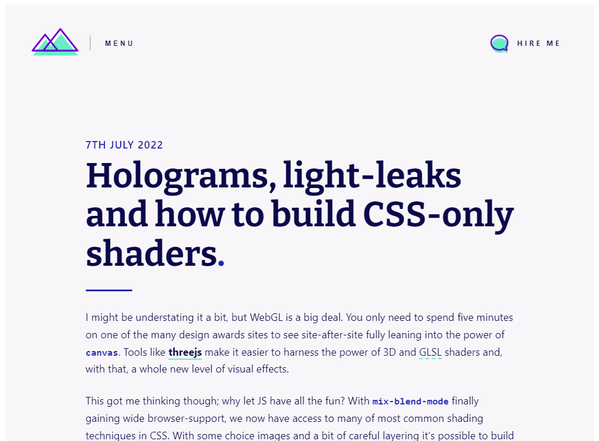 MENU
HIRE ME
7TH JULY 2022
Holograms, light-leaks
and how to build CSS-only
shaders.
I might be understating it a bit, but WebGL is a big deal. You only need to spend five minutes
on one of the many design awards sites to see site-after-site fully leaning into the power of
canvas. Tools like threejs make it easier to harness the power of 3D and GLSL shaders and,
with that, a whole new level of visual effects.
This got me thinking though; why let JS have all the fun? With mix-blend-mode finally
gaining wide browser-support, we now have access to many of most common shading
techniques in CSS. With some choice images and a bit of careful layering it's possible to build